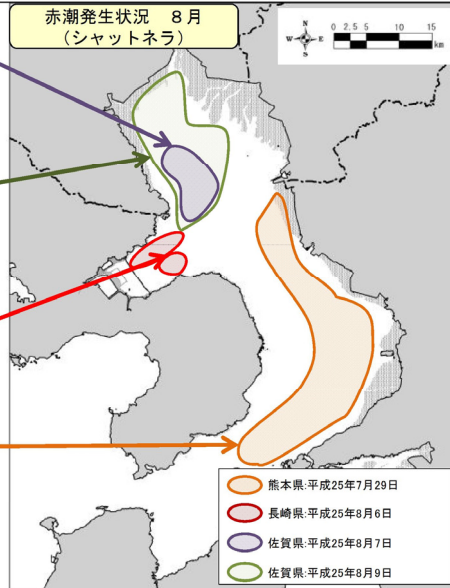 赤潮発生状況 8月
(シャットネラ)
N
W E
S
0 2.5 5 10 15
km
熊本県:平成25年7月29日
長崎県:平成25年8月6日
佐賀県:平成25年8月7日
佐賀県:平成25年8月9日